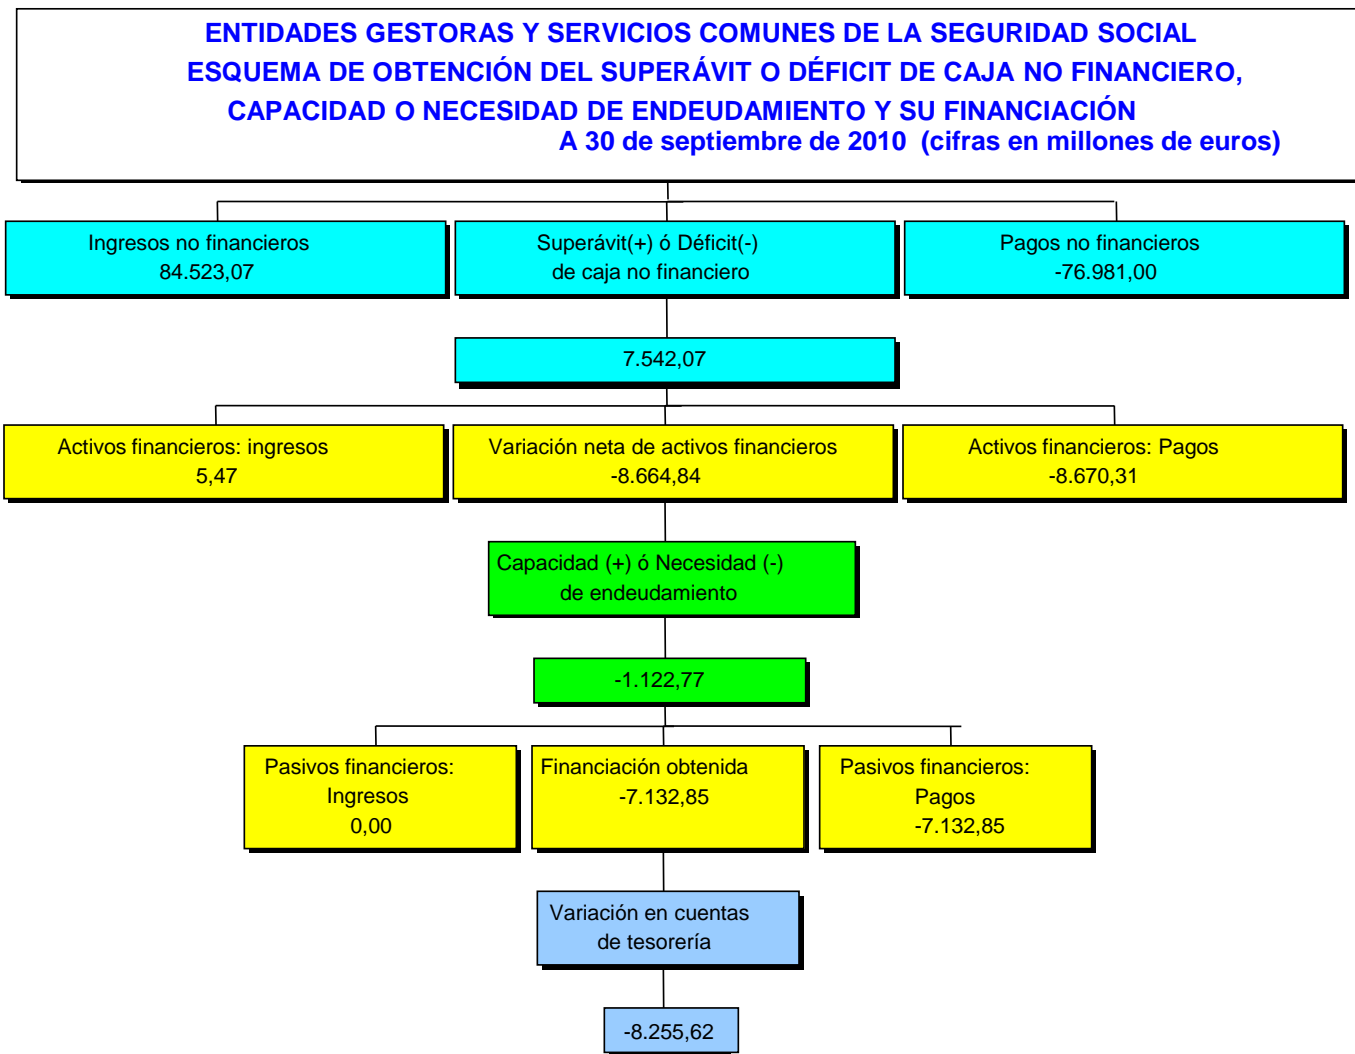 ENTIDADES GESTORAS Y SERVICIOS COMUNES DE LA SEGURIDAD SOCIAL
ESQUEMA DE OBTENCIÓN DEL SUPERÁVIT O DÉFICIT DE CAJA NO FINANCIERO,
CAPACIDAD O NECESIDAD DE ENDEUDAMIENTO Y SU FINANCIACIÓN
A 30 de septiembre de 2010 (cifras en millones de euros)
Ingresos no financieros
84.523,07
Superávit(+) ó Déficit(-)
de caja no financiero
Pagos no financieros
-76.981,00
7.542,07
Activos financieros: ingresos
5,47
Variación neta de activos financieros
-8.664,84
Activos financieros: Pagos
-8.670,31
Capacidad (+) ó Necesidad (-)
de endeudamiento
-1.122,77
Pasivos financieros:
Ingresos
0,00
Financiación obtenida
-7.132,85
Pasivos financieros:
Pagos
-7.132,85
Variación en cuentas
de tesorería
-8.255,62